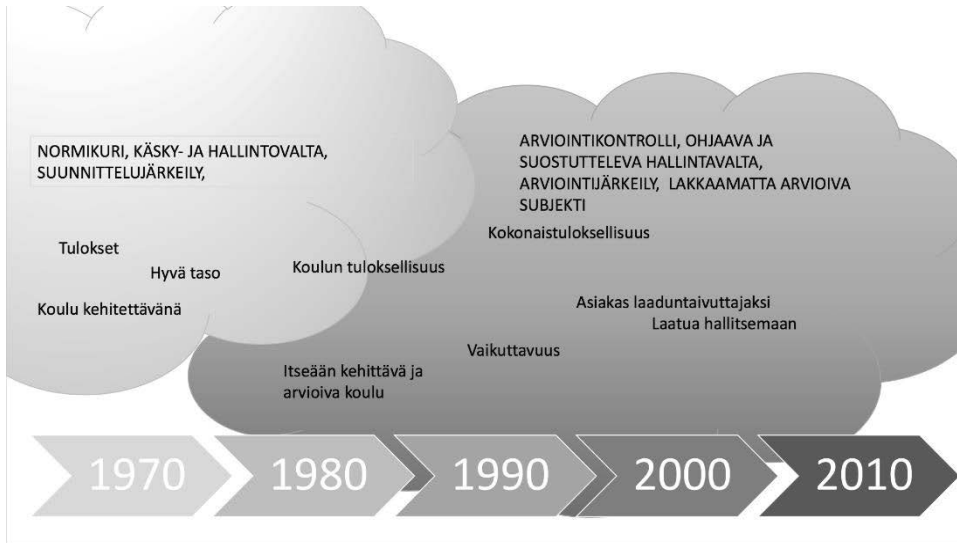 NORMIKURI, KÄSKY- JA HALLINTOVALTA,
SUUNNITTELUJÄRKEILY,
ARVIOINTIKONTROLLI, OHJAAVA JA
SUOSTUTTELEVA HALLINTAVALTA,
ARVIOINTIJÄRKEILY, LAKKAAMATTA ARVIOIVA
SUBJEKTI
Kokonaistuloksellisuus
Tulokset
Hyvä taso
Koulun tuloksellisuus
Koulu kehitettävänä
Asiakas laaduntaivuttajaksi
Laatua hallitsemaan
Vaikuttavuus
Itseään kehittävä ja
arvioiva koulu
1970
1980
1990
2000
2010